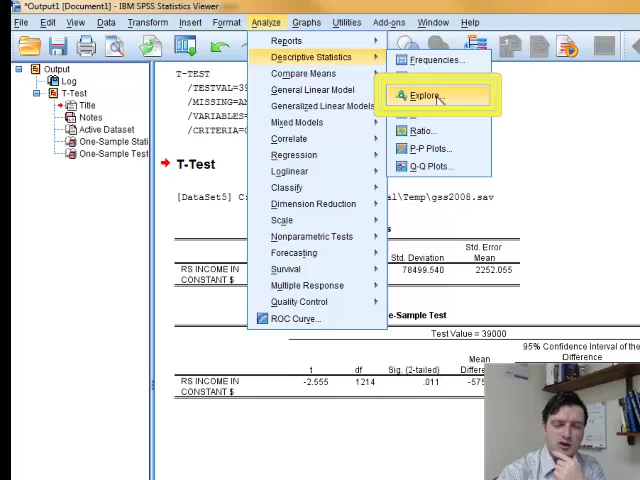 *Output1 [Document1] - IBM SPSS Statistics Viewer
File Edit View Data Transform Insert Format Analyze Graphs Utilities Add-ons Window Help
Output
Log
T-Test
Title
Notes
Active Dataset
One-Sample St
One-Sample Test
Reports
Descriptive Statistics
Compare Means
General Linear Model
Generalized Linear Models
Mixed Models
Correlate
Regression
Loglinear
Classify
Dimension Reduction
Scale
Nonparametric Tests
Forecasting
Survival
Multiple Response
Quality Control
ROC Curve...
Frequencies...
Explore...
Ratio...
P-P Plots...
Q-Q Plots...
T-TEST
/TESTVAL=39
/MISSING=AN
/VARIABLES=
/CRITERIA=C
T-Test
[DataSet5] C: al\Temp\gss2008.sav
s
Std. Deviation Std. Error Mean
RS INCOME IN CONSTANT $ 78499.540 2252.055
ne-Sample Test
Test Value = 39000
95% Confidence Interval of the Difference
t df Sig. (2-tailed) Mean Differe
RS INCOME IN CONSTANT $ -2.555 1214 .011 -575